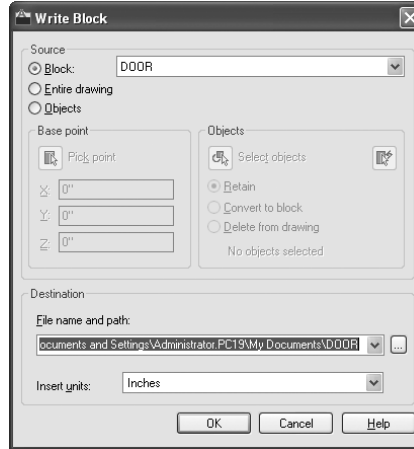 Write Block
Source
Block: DOOR
Entire drawing
Objects
Base point
Pick point
X: 0"
Y: 0"
Z: 0"
Objects
Select objects
Retain
Convert to block
Delete from drawing
No objects selected
Destination
File name and path:
ocuments and Settings\Administrator.PC19\My Documents\DOOR ...
Insert units: Inches
OK Cancel Help